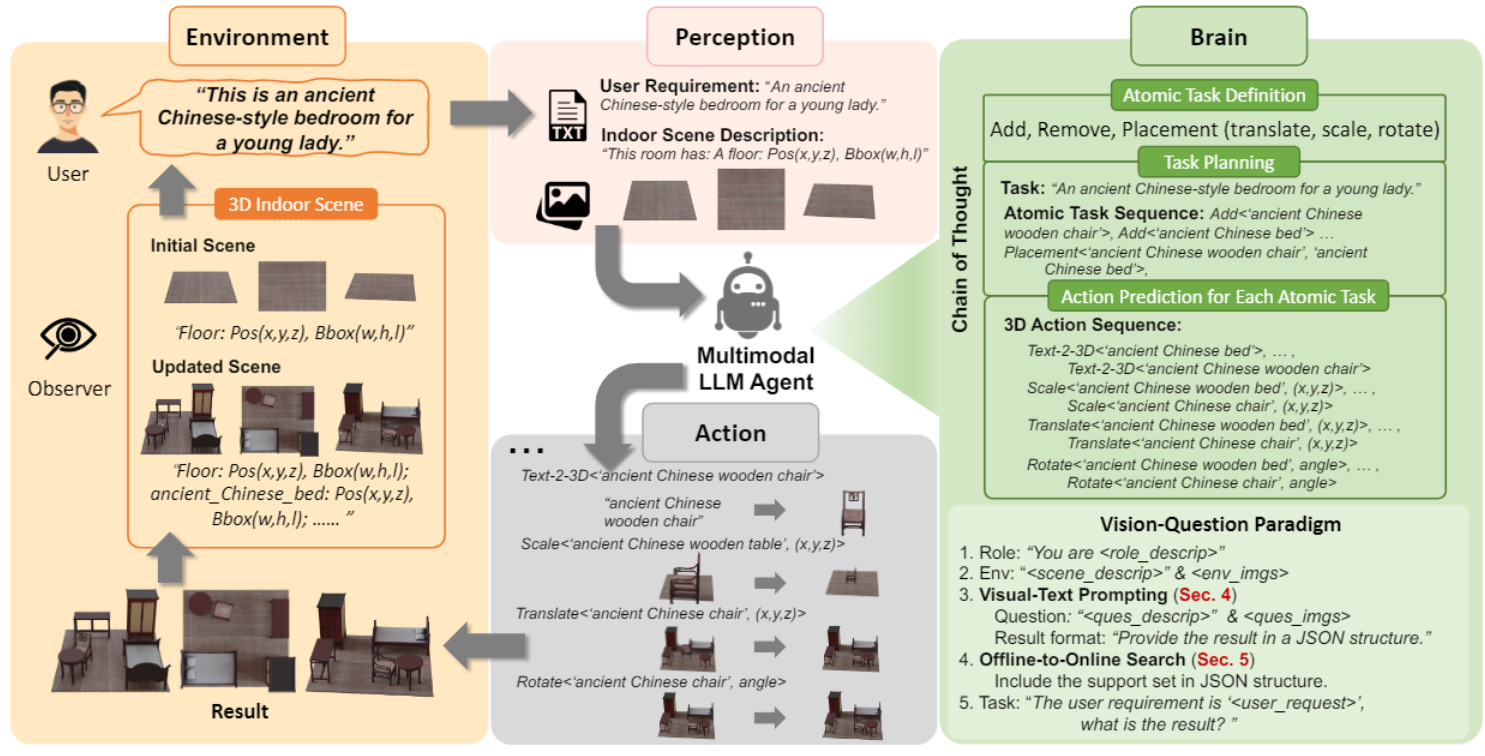 Environment
User
“This is an ancient
Chinese-style bedroom for
a young lady.”
3D Indoor Scene
Initial Scene
“Floor: Pos(x,y,z), Bbox(w,h,l)”
Observer
Updated Scene
“Floor: Pos(x,y,z), Bbox(w,h,l);
ancient_Chinese_bed: Pos(x,y,z),
Bbox(w,h,l); …… ”
Result
Perception
TXT
User Requirement: “An ancient
Chinese-style bedroom for a young lady.”
Indoor Scene Description:
“This room has: A floor: Pos(x,y,z), Bbox(w,h,l)”
Multimodal
LLM Agent
Action
...
Text-2-3D<‘ancient Chinese wooden chair’>
“ancient Chinese
wooden chair”
Scale<‘ancient Chinese wooden table’, (x,y,z)>
Translate<‘ancient Chinese chair’, (x,y,z)>
Rotate<‘ancient Chinese chair’, angle>
Brain
Chain of Thought
Atomic Task Definition
Add, Remove, Placement (translate, scale, rotate)
Task Planning
Task: “An ancient Chinese-style bedroom for a young lady.”
Atomic Task Sequence: Add<‘ancient Chinese
wooden chair’>, Add<‘ancient Chinese bed’> …
Placement<‘ancient Chinese wooden chair’, ‘ancient
Chinese bed’>,
Action Prediction for Each Atomic Task
3D Action Sequence:
Text-2-3D<‘ancient Chinese bed’>, … ,
Text-2-3D<‘ancient Chinese wooden chair’>
Scale<‘ancient Chinese wooden bed’, (x,y,z)>, … ,
Scale<‘ancient Chinese chair’, (x,y,z)>
Translate<‘ancient Chinese wooden bed’, (x,y,z)>, … ,
Translate<‘ancient Chinese chair’, (x,y,z)>
Rotate<‘ancient Chinese wooden bed’, angle>, … ,
Rotate<‘ancient Chinese chair’, angle>
Vision-Question Paradigm
1. Role: “You are <role_descrip>”
2. Env: “<scene_descrip>” & <env_imgs>
3. Visual-Text Prompting (Sec. 4)
Question: “<ques_descrip>” & <ques_imgs>
Result format: “Provide the result in a JSON structure.”
4. Offline-to-Online Search (Sec. 5)
Include the support set in JSON structure.
5. Task: “The user requirement is ‘<user_request>’,
what is the result? ”